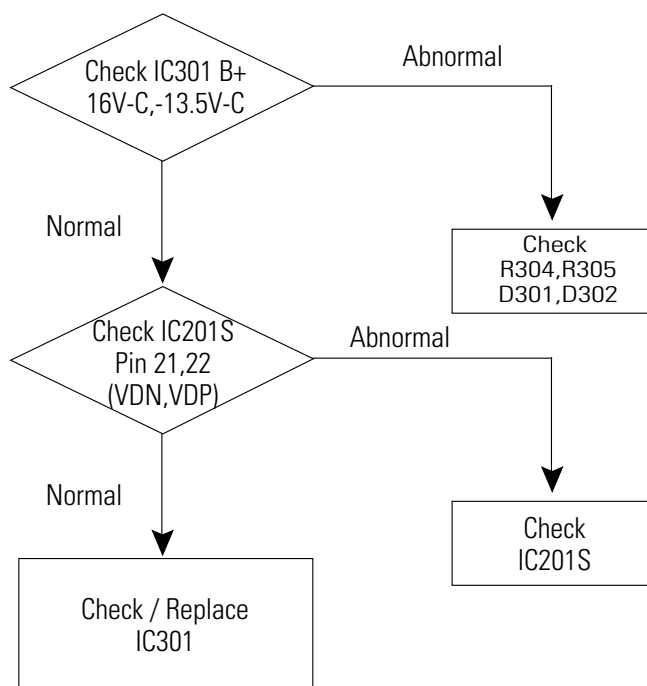 Check IC301 B+
16V-C,-13.5V-C
Abnormal
Normal
Check
R304,R305
D301,D302
Check IC201S
Pin 21,22
(VDN,VDP)
Abnormal
Normal
Check
IC201S
Check / Replace
IC301